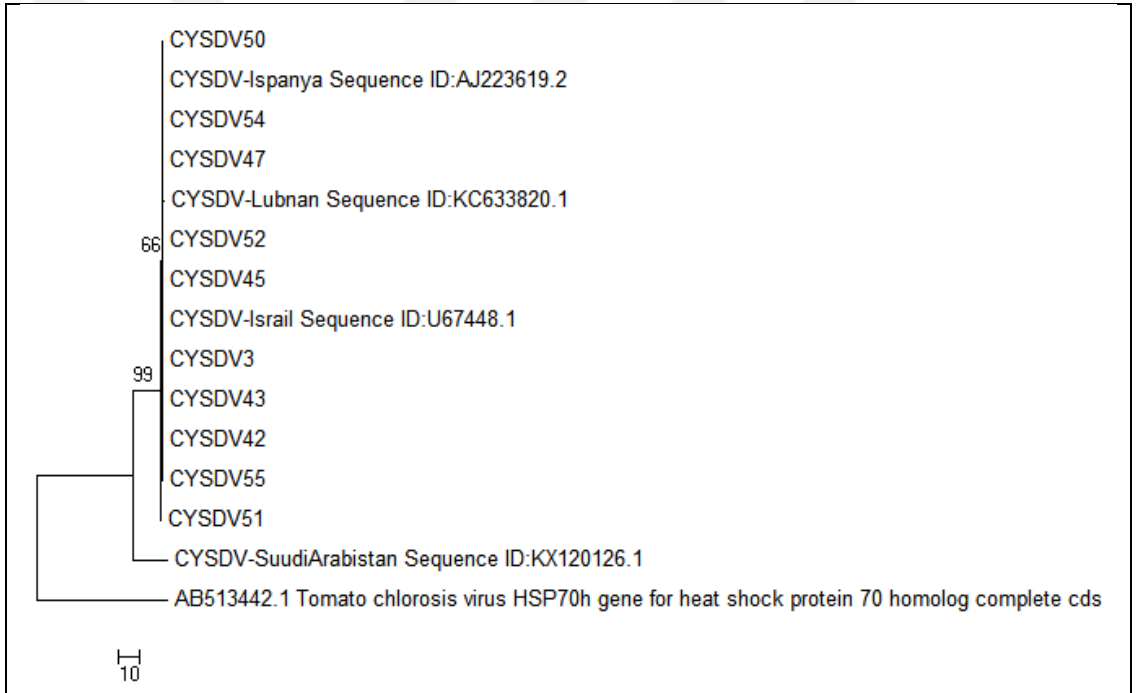 CYSDV50
CYSDV-Ispanya Sequence ID:AJ223619.2
CYSDV54
CYSDV47
CYSDV-Lubnan Sequence ID:KC633820.1
66 CYSDV52
CYSDV45
CYSDV-Israil Sequence ID:U67448.1
CYSDV3
99
CYSDV43
CYSDV42
CYSDV55
CYSDV51
CYSDV-SuudiArabistan Sequence ID:KX120126.1
AB513442.1 Tomato chlorosis virus HSP70h gene for heat shock protein 70 homolog complete cds
10